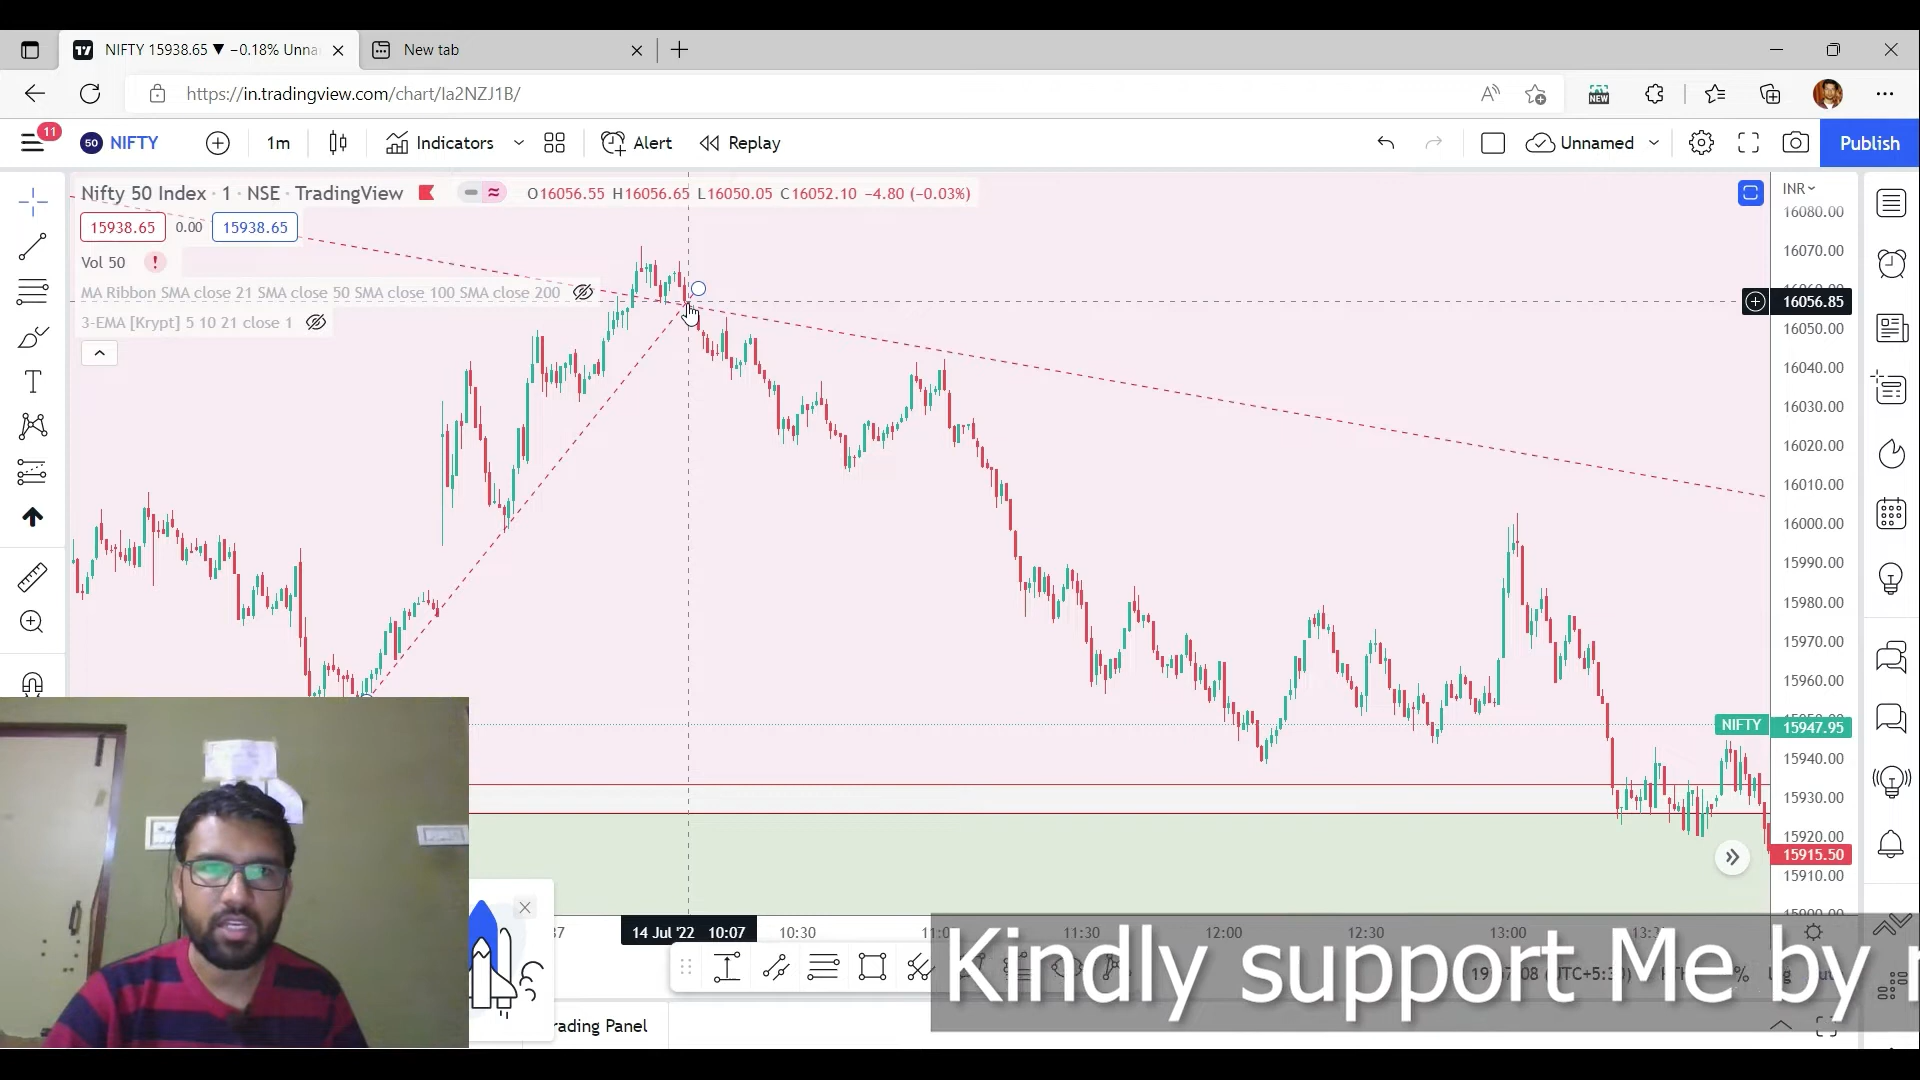 NIFTY 15938.65 ▼ −0.18% Unna
New tab
https://in.tradingview.com/chart/Ia2NZJ1B/
NEW
11
50 NIFTY
1m
Indicators
Alert
Replay
Unnamed
Publish
Nifty 50 Index · 1 · NSE · TradingView
O16056.55 H16056.65 L16050.05 C16052.10 −4.80 (−0.03%)
INR
15938.65 0.00 15938.65
Vol 50
MA Ribbon SMA close 21 SMA close 50 SMA close 100 SMA close 200
3-EMA [Krypt] 5 10 21 close 1
16080.00
16070.00
16056.85
16050.00
16040.00
16030.00
16020.00
16010.00
16000.00
15990.00
15980.00
15970.00
15960.00
NIFTY 15947.95
15940.00
15930.00
15920.00
15915.50
15910.00
14 Jul '22 10:07
10:30
11:30
12:00
12:30
13:00
Kindly support Me by
rading Panel